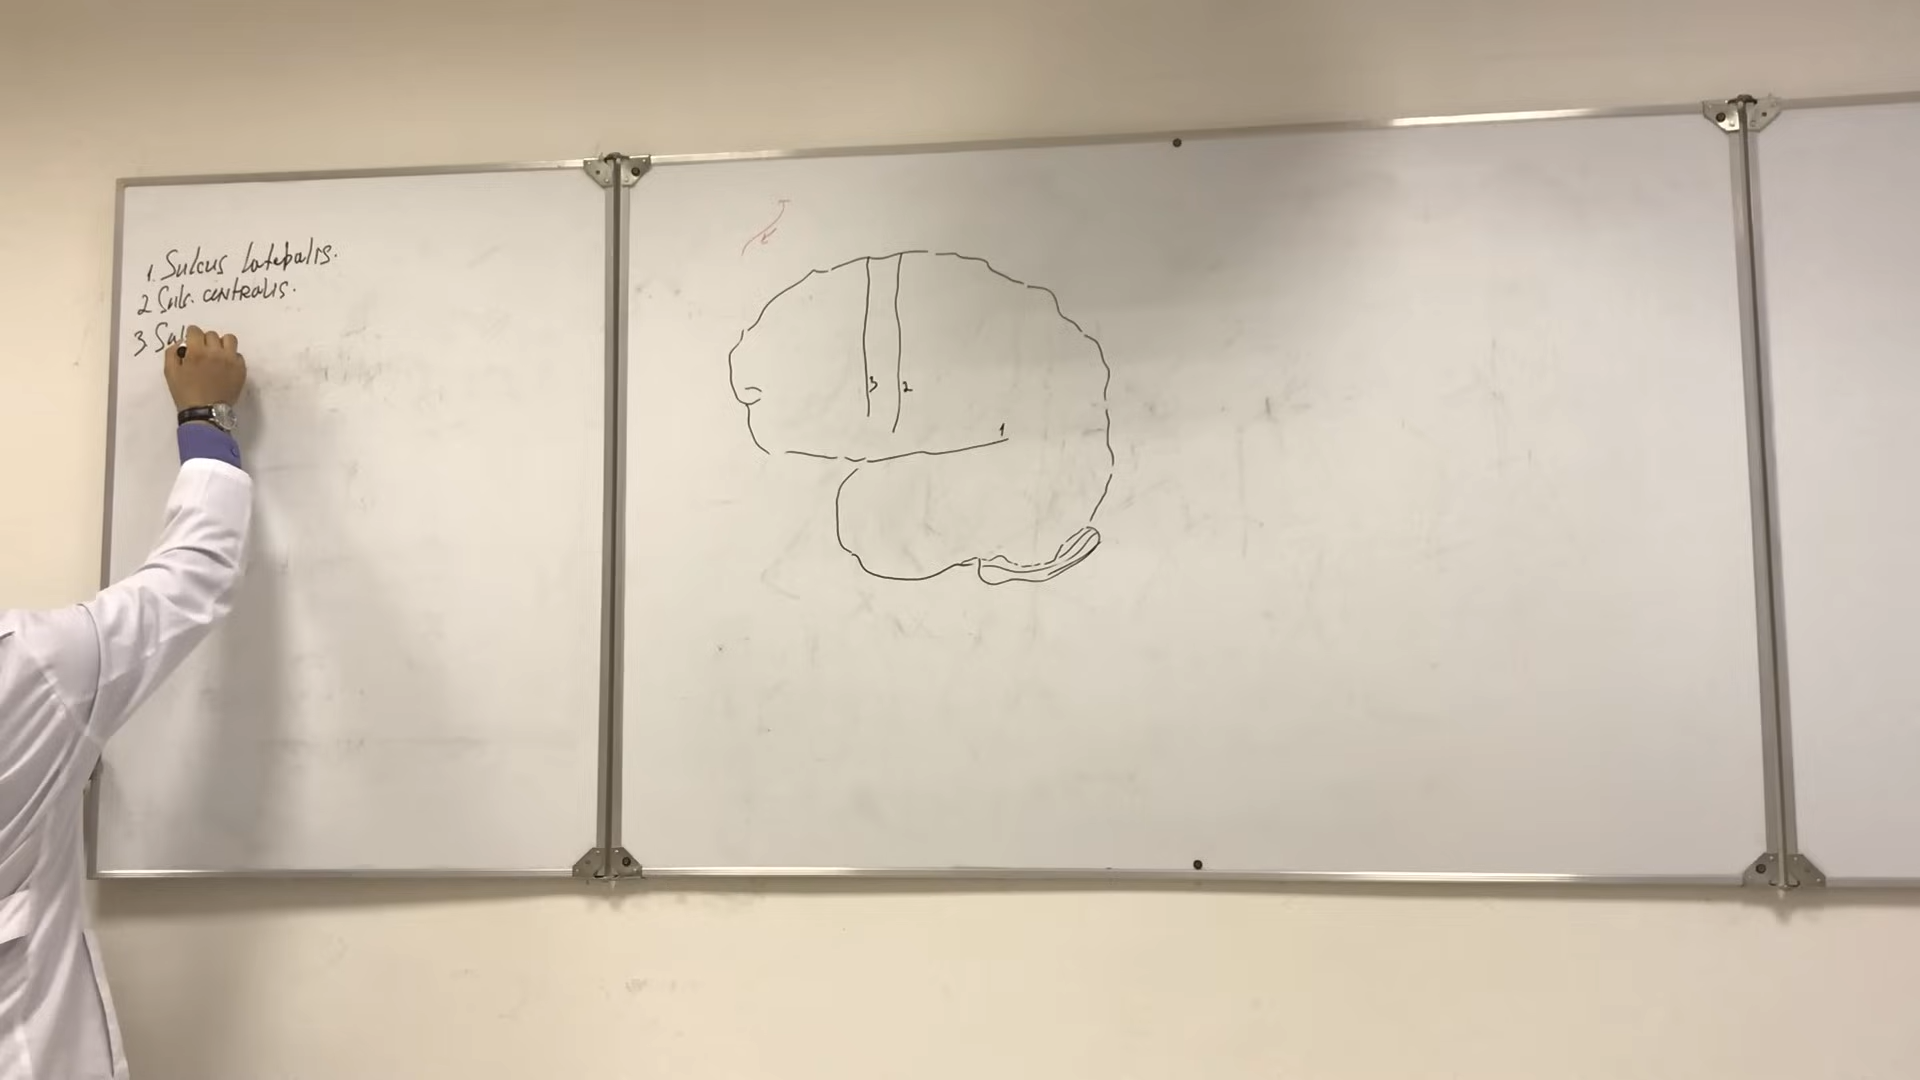 1. Sulcus lateralis.
2 Sulc. centralis.
3. Sul
3
2
1